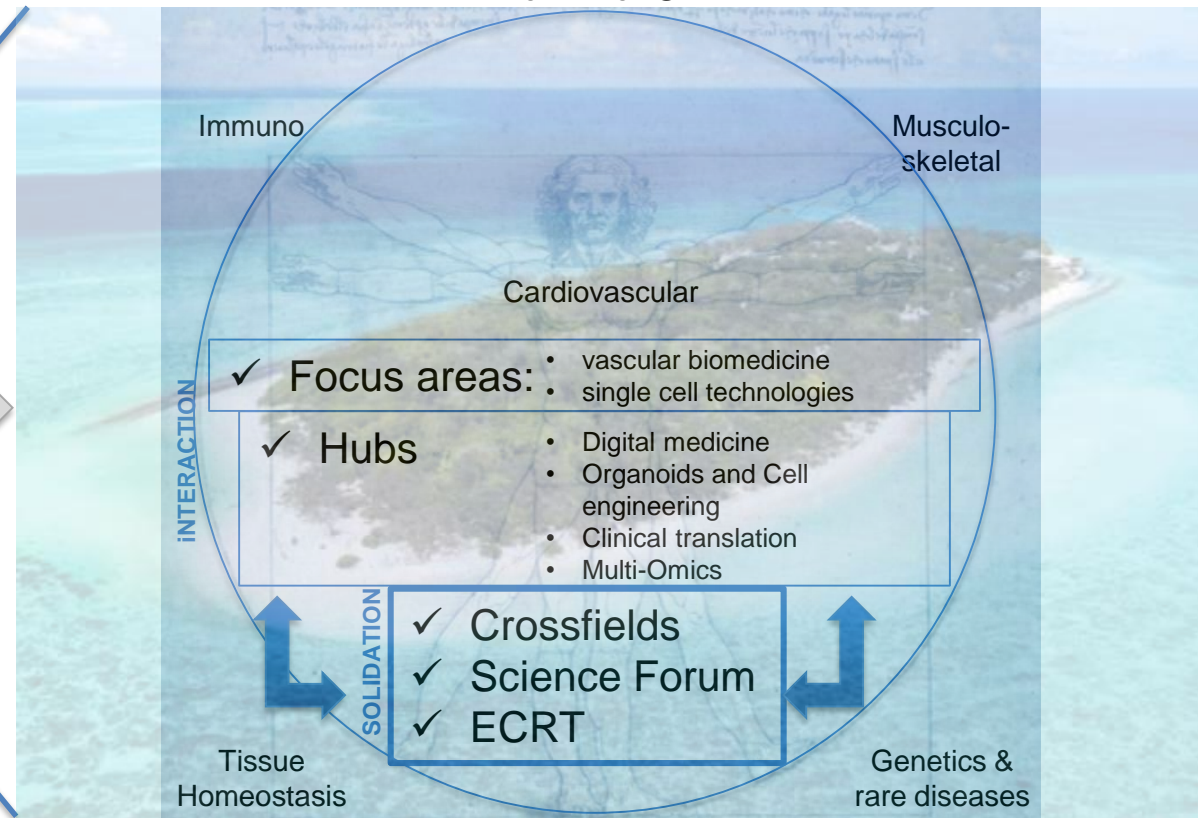 Immuno
Musculo-
skeletal
Cardiovascular
✓ Focus areas:
• vascular biomedicine
• single cell technologies
iNTERACTION
✓ Hubs
• Digital medicine
• Organoids and Cell
engineering
• Clinical translation
• Multi-Omics
SOLIDATION
✓ Crossfields
✓ Science Forum
✓ ECRT
Tissue
Homeostasis
Genetics &
rare diseases